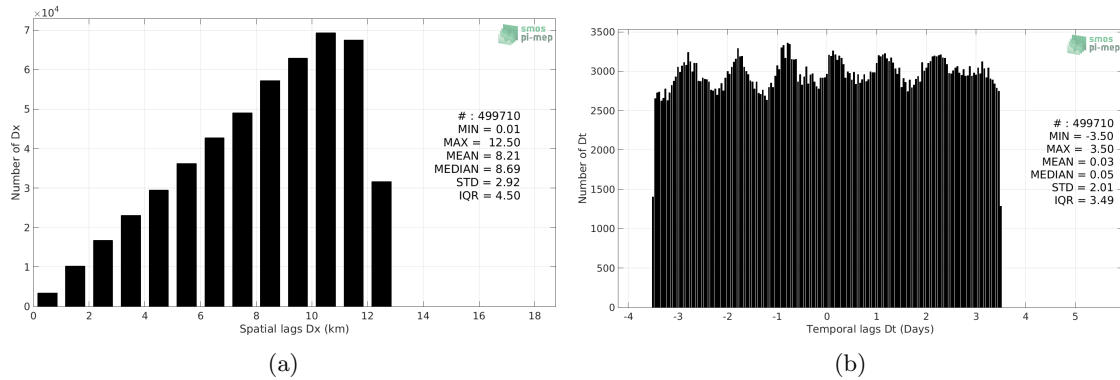 ×10⁴
7
6
5
4
3
2
1
0
Number of Dx
0 2 4 6 8 10 12 14 16 18
Spatial lags Dx (km)
smos
pi-mep
# : 499710
MIN = 0.01
MAX = 12.50
MEAN = 8.21
MEDIAN = 8.69
STD = 2.92
IQR = 4.50
(a)
3500
3000
2500
2000
1500
1000
500
0
Number of Dt
-4 -3 -2 -1 0 1 2 3 4 5
Temporal lags Dt (Days)
smos
pi-mep
# : 499710
MIN = -3.50
MAX = 3.50
MEAN = 0.03
MEDIAN = 0.05
STD = 2.01
IQR = 3.49
(b)